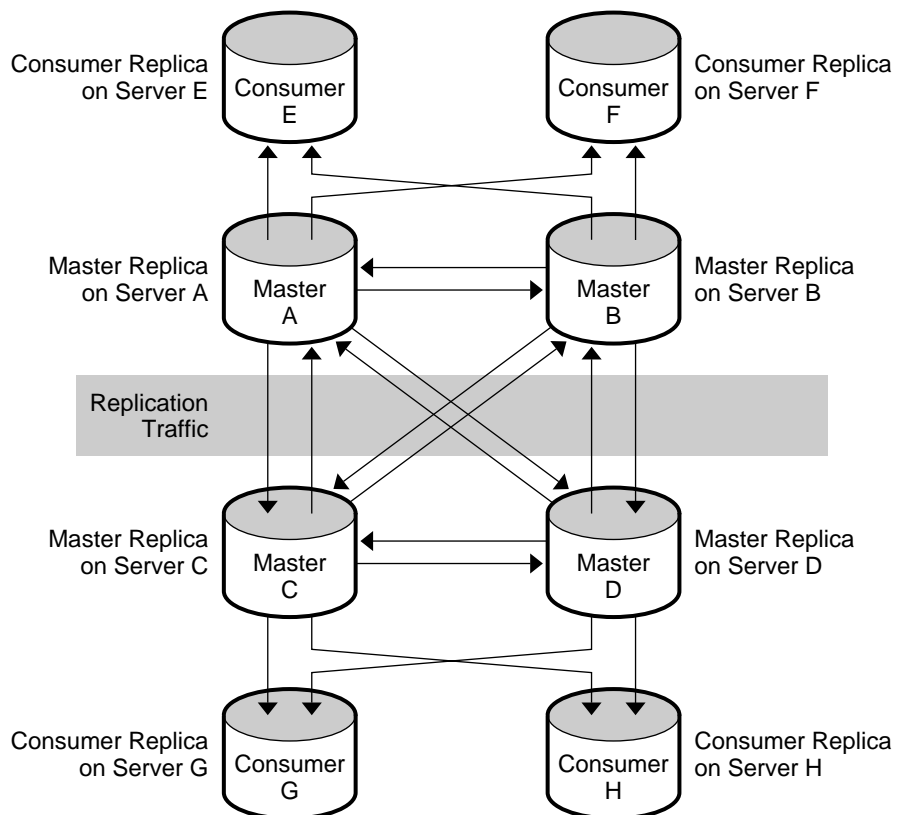 Consumer Replica
on Server E
Consumer
E
Consumer
F
Consumer Replica
on Server F
Master Replica
on Server A
Master
A
Master
B
Master Replica
on Server B
Replication
Traffic
Master Replica
on Server C
Master
C
Master
D
Master Replica
on Server D
Consumer Replica
on Server G
Consumer
G
Consumer
H
Consumer Replica
on Server H